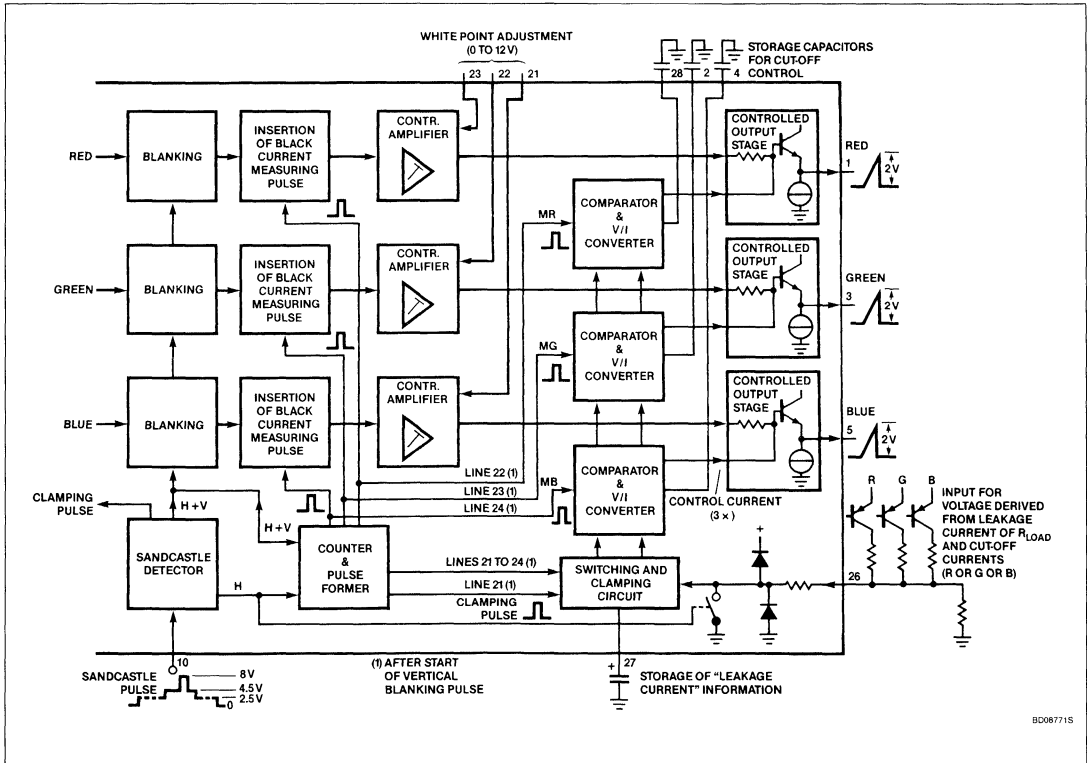 WHITE POINT ADJUSTMENT
(0 TO 12 V)
23 22 21
28 2 4
STORAGE CAPACITORS
FOR CUT-OFF
CONTROL
RED
BLANKING
INSERTION
OF BLACK
CURRENT
MEASURING
PULSE
CONTR.
AMPLIFIER
CONTROLLED
OUTPUT
STAGE
RED
1
2V
MR
COMPARATOR
&
V/I
CONVERTER
GREEN
BLANKING
INSERTION
OF BLACK
CURRENT
MEASURING
PULSE
CONTR.
AMPLIFIER
CONTROLLED
OUTPUT
STAGE
GREEN
3
2V
MG
COMPARATOR
&
V/I
CONVERTER
BLUE
BLANKING
INSERTION
OF BLACK
CURRENT
MEASURING
PULSE
CONTR.
AMPLIFIER
CONTROLLED
OUTPUT
STAGE
BLUE
5
2V
LINE 22 (1)
LINE 23 (1)
LINE 24 (1)
MB
COMPARATOR
&
V/I
CONVERTER
CONTROL CURRENT
(3 ×)
R G B
INPUT FOR
VOLTAGE DERIVED
FROM LEAKAGE
CURRENT OF RLOAD
AND CUT-OFF
CURRENTS
(R OR G OR B)
26
CLAMPING
PULSE
H + V
H + V
SANDCASTLE
DETECTOR
H
COUNTER
&
PULSE
FORMER
LINES 21 TO 24 (1)
LINE 21 (1)
CLAMPING
PULSE
SWITCHING AND
CLAMPING
CIRCUIT
+
10
SANDCASTLE
PULSE
8V
4.5V
2.5V
0
(1) AFTER START
OF VERTICAL
BLANKING PULSE
+
27
STORAGE OF "LEAKAGE
CURRENT" INFORMATION
BD08771S